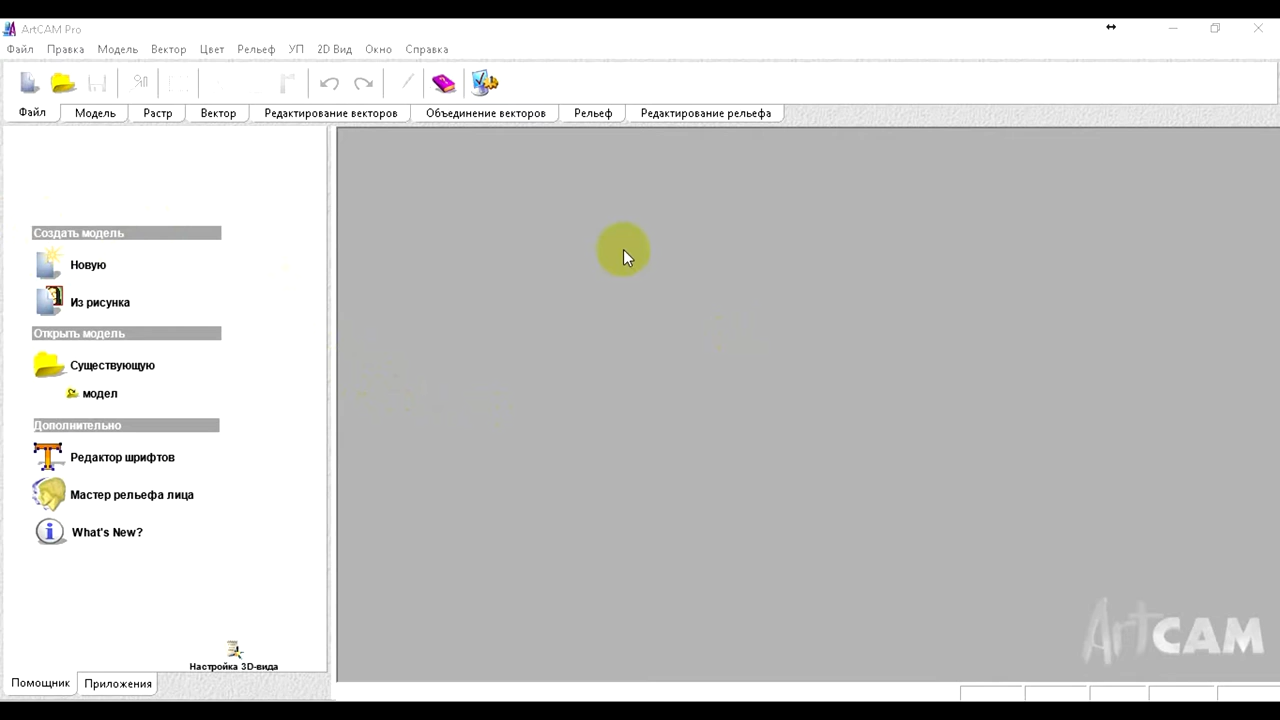 ArtCAM Pro
Файл Правка Модель Вектор Цвет Рельеф УП 2D Вид Окно Справка
Файл Модель Растр Вектор Редактирование векторов Объединение векторов Рельеф Редактирование рельефа
Создать модель
Новую
Из рисунка
Открыть модель
Существующую
модел
Дополнительно
Редактор шрифтов
Мастер рельефа лица
What's New?
Настройка 3D-вида
Помощник Приложения
ArtCAM